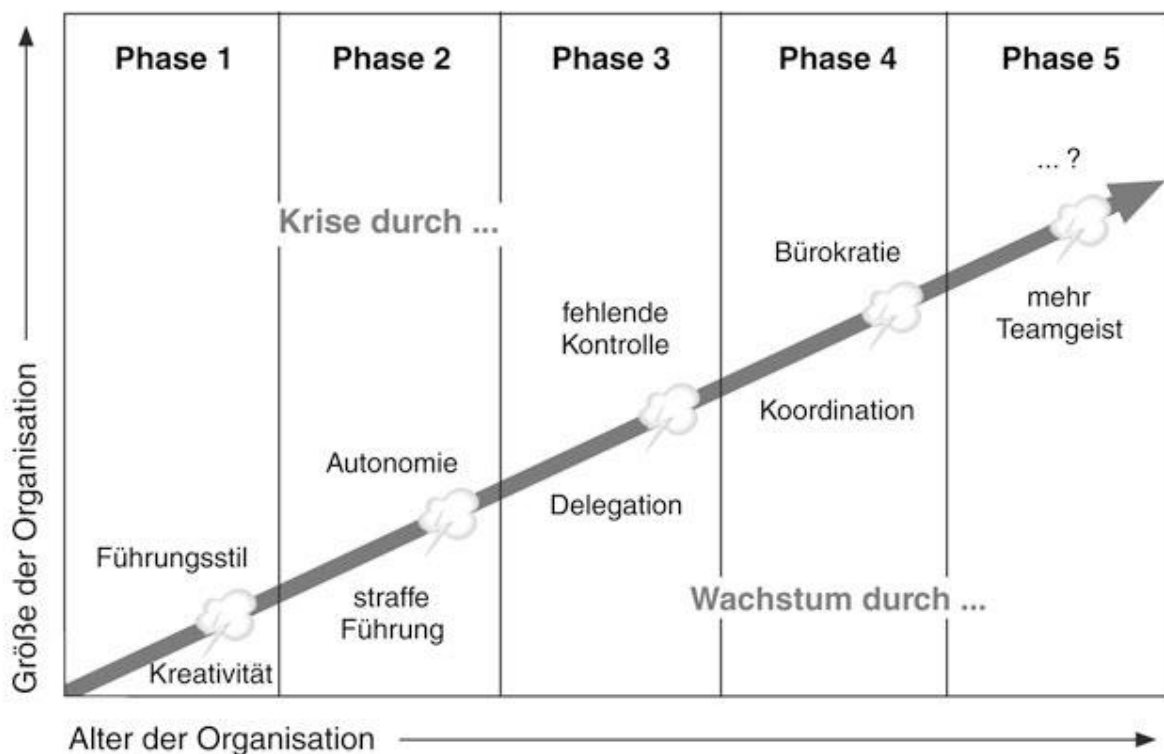 Phase 1
Phase 2
Phase 3
Phase 4
Phase 5
... ?
Krise durch ...
Bürokratie
fehlende
Kontrolle
mehr
Teamgeist
Koordination
Autonomie
Delegation
Führungsstil
straffe
Führung
Wachstum durch ...
Kreativität
Größe der Organisation
Alter der Organisation